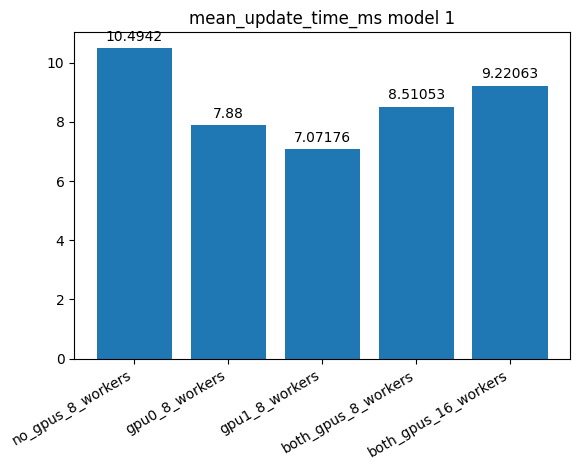 mean_update_time_ms model 1
10.4942
7.88
7.07176
8.51053
9.22063
10
8
6
4
2
0
no_gpus_8_workers
gpu0_8_workers
gpu1_8_workers
both_gpus_8_workers
both_gpus_16_workers